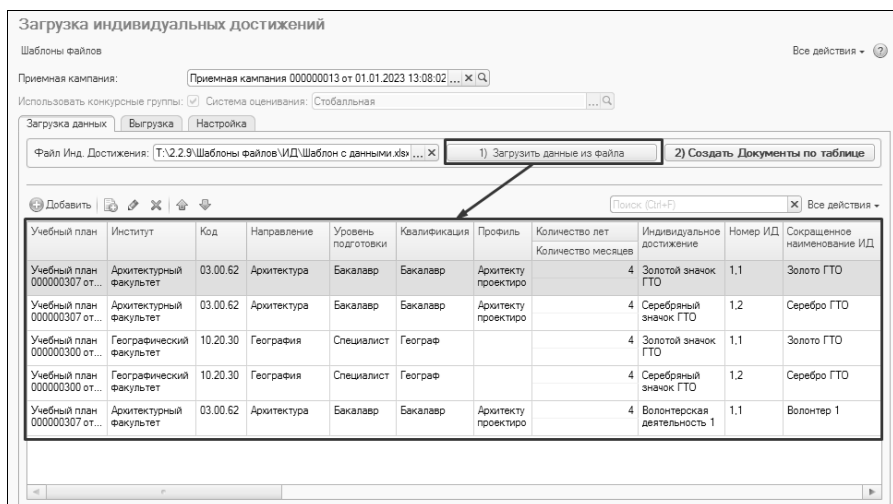 Загрузка индивидуальных достижений
Шаблоны файлов
Все действия
Приемная кампания: Приемная кампания 000000013 от 01.01.2023 13:08:02 ...
Использовать конкурсные группы: Система оценивания: Стобалльная ...
Загрузка данных Выгрузка Настройка
Файл Инд. Достижения: T:\2.2.9\Шаблоны файлов\ИД\Шаблон с данными.xlsx ... 1) Загрузить данные из файла 2) Создать Документы по таблице
Добавить Поиск (Ctrl+F) Все действия
Учебный план Институт Код Направление Уровень подготовки Квалификация Профиль Количество лет Индивидуальное достижение Номер ИД Сокращенное наименование ИД
Количество месяцев
Учебный план Архитектурный 03.00.62 Архитектура Бакалавр Бакалавр Архитекту 4 Золотой значок 1,1 Золото ГТО
000000307 от... факультет проектиро ГТО
Учебный план Архитектурный 03.00.62 Архитектура Бакалавр Бакалавр Архитекту 4 Серебряный 1,2 Серебро ГТО
000000307 от... факультет проектиро значок ГТО
Учебный план Географический 10.20.30 География Специалист Географ 4 Золотой значок 1,1 Золото ГТО
000000300 от... факультет ГТО
Учебный план Географический 10.20.30 География Специалист Географ 4 Серебряный 1,2 Серебро ГТО
000000300 от... факультет значок ГТО
Учебный план Архитектурный 03.00.62 Архитектура Бакалавр Бакалавр Архитекту 4 Волонтерская 1,1 Волонтер 1
000000307 от... факультет проектиро деятельность 1